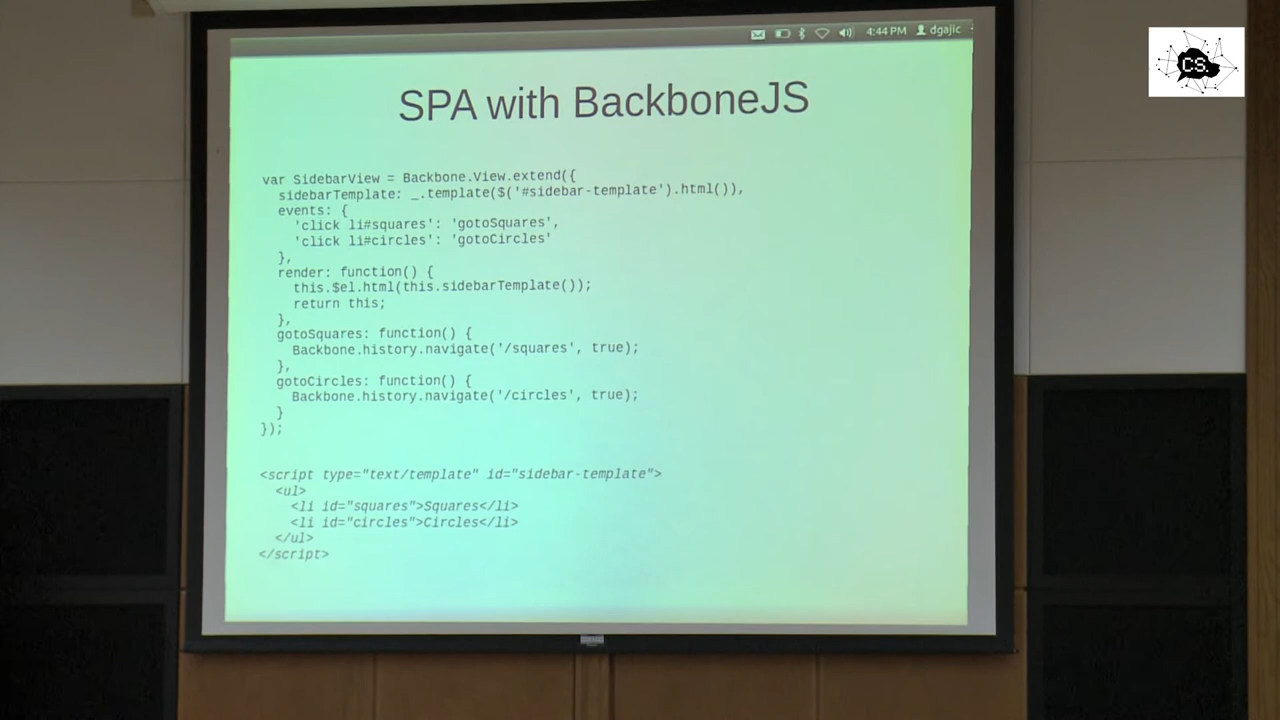 4:44 PM dgajic
CS.
SPA with BackboneJS
var SidebarView = Backbone.View.extend({
  sidebarTemplate: _.template($('#sidebar-template').html()),
  events: {
    'click li#squares': 'gotoSquares',
    'click li#circles': 'gotoCircles'
  },
  render: function() {
    this.$el.html(this.sidebarTemplate());
    return this;
  },
  gotoSquares: function() {
    Backbone.history.navigate('/squares', true);
  },
  gotoCircles: function() {
    Backbone.history.navigate('/circles', true);
  }
});
<script type="text/template" id="sidebar-template">
  <ul>
    <li id="squares">Squares</li>
    <li id="circles">Circles</li>
  </ul>
</script>